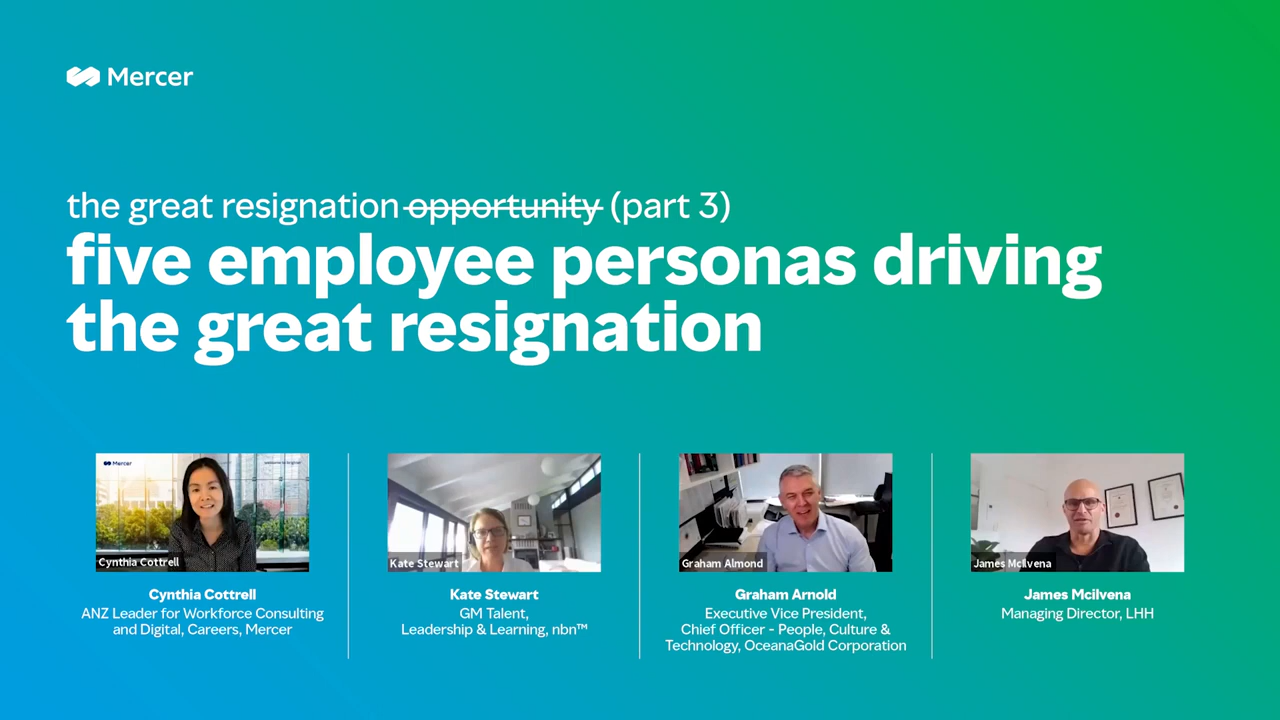 Mercer
the great resignation opportunity (part 3)
five employee personas driving
the great resignation
Mercer
Cynthia Cottrell
Kate Stewart
Graham Almond
James McIlvena
Cynthia Cottrell
ANZ Leader for Workforce Consulting
and Digital, Careers, Mercer
Kate Stewart
GM Talent,
Leadership & Learning, nbn™
Graham Arnold
Executive Vice President,
Chief Officer - People, Culture &
Technology, OceanaGold Corporation
James Mcilvena
Managing Director, LHH